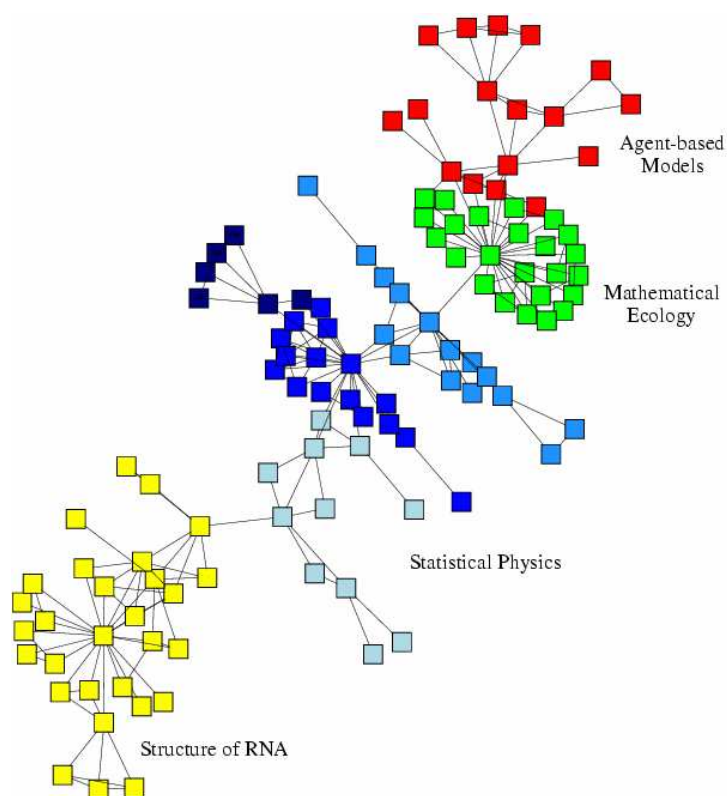 Agent-based
Models
Mathematical
Ecology
Statistical Physics
Structure of RNA